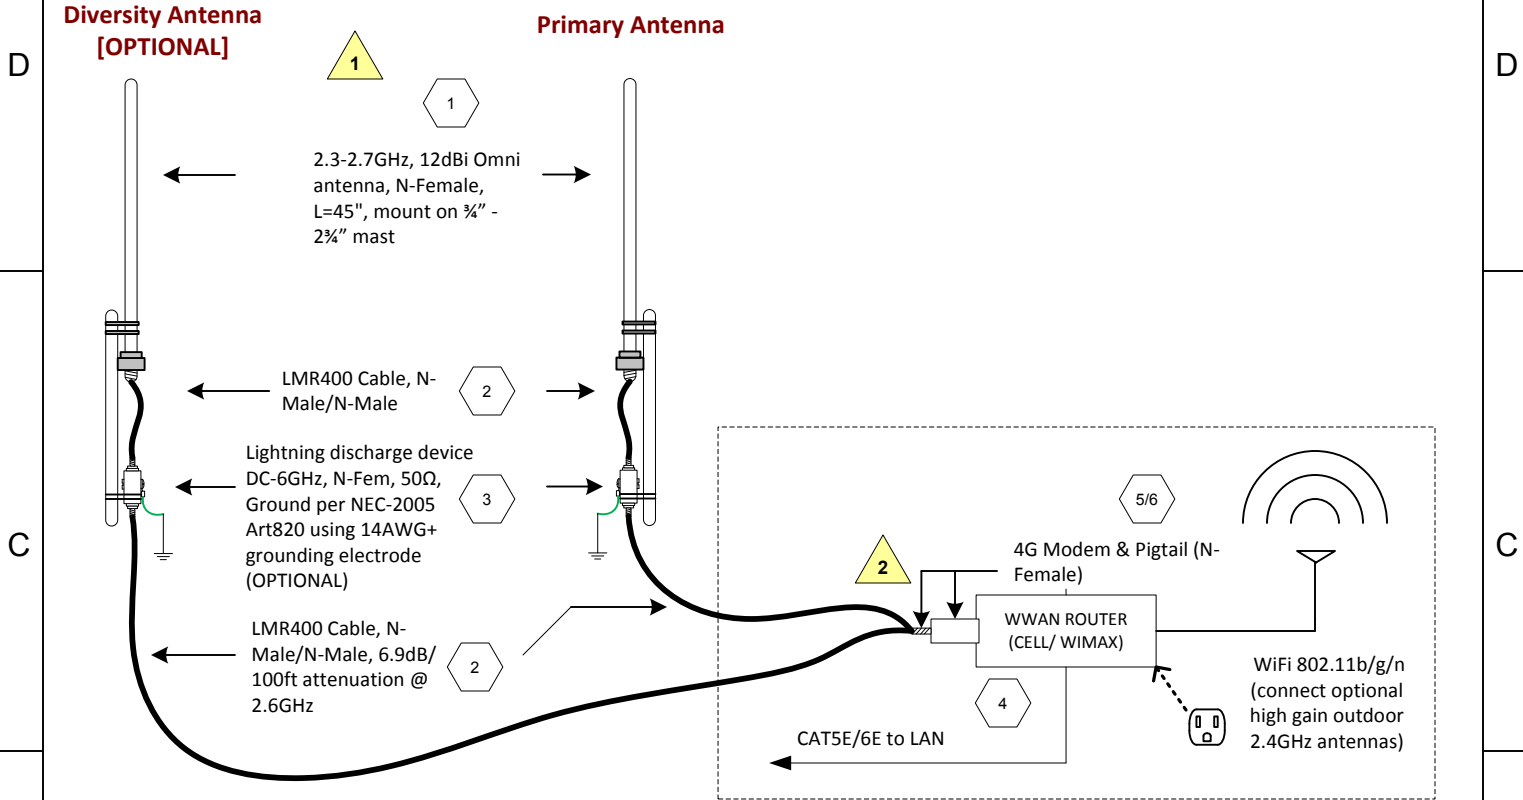 Diversity Antenna
[OPTIONAL]
Primary Antenna
D
D
1
1
2.3-2.7GHz, 12dBi Omni
antenna, N-Female,
L=45", mount on ¾” -
2¾” mast
LMR400 Cable, N-
Male/N-Male
2
Lightning discharge device
DC-6GHz, N-Fem, 50Ω,
Ground per NEC-2005
Art820 using 14AWG+
grounding electrode
(OPTIONAL)
3
5/6
C
C
2
4G Modem & Pigtail (N-
Female)
WWAN ROUTER
(CELL/ WIMAX)
LMR400 Cable, N-
Male/N-Male, 6.9dB/
100ft attenuation @
2.6GHz
2
4
WiFi 802.11b/g/n
(connect optional
high gain outdoor
2.4GHz antennas)
CAT5E/6E to LAN